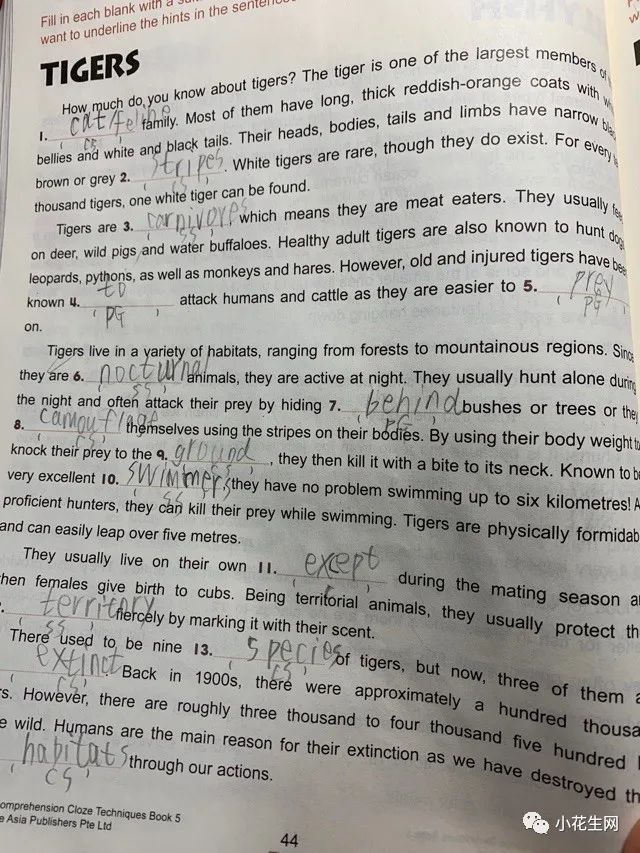 Fill in each blank with a
want to underline the hints in the
TIGERS
How much do you know about tigers? The tiger is one of the largest members
1. cat/feline family. Most of them have long, thick reddish-orange coats with
bellies and white and black tails. Their heads, bodies, tails and limbs have narrow
brown or grey 2. stripes. White tigers are rare, though they do exist. For every
thousand tigers, one white tiger can be found.
Tigers are 3. carnivores, which means they are meat eaters. They usually
on deer, wild pigs and water buffaloes. Healthy adult tigers are also known to hunt
leopards, pythons, as well as monkeys and hares. However, old and injured tigers have
known 4. to attack humans and cattle as they are easier to 5. prey
( PG ) ( PG
on.
Tigers live in a variety of habitats, ranging from forests to mountainous regions. Since
they are 6. nocturnal animals, they are active at night. They usually hunt alone during
the night and often attack their prey by hiding 7. behind bushes or trees or they
8. camouflage themselves using the stripes on their bodies. By using their body weight to
knock their prey to the 9. ground, they then kill it with a bite to its neck. Known to
very excellent 10. swimmers they have no problem swimming up to six kilometres!
proficient hunters, they can kill their prey while swimming. Tigers are physically
and can easily leap over five metres.
They usually live on their own 11. except during the mating season
females give birth to cubs. Being territorial animals, they usually protect
territory fiercely by marking it with their scent.
There used to be nine 13. species of tigers, but now, three of them
extinct. Back in 1900s, there were approximately a hundred
However, there are roughly three thousand to four thousand five hundred
wild. Humans are the main reason for their extinction as we have destroyed
habitats through our actions.
CS
Comprehension Cloze Techniques Book 5
Asia Publishers Pte Ltd
44
小花生网